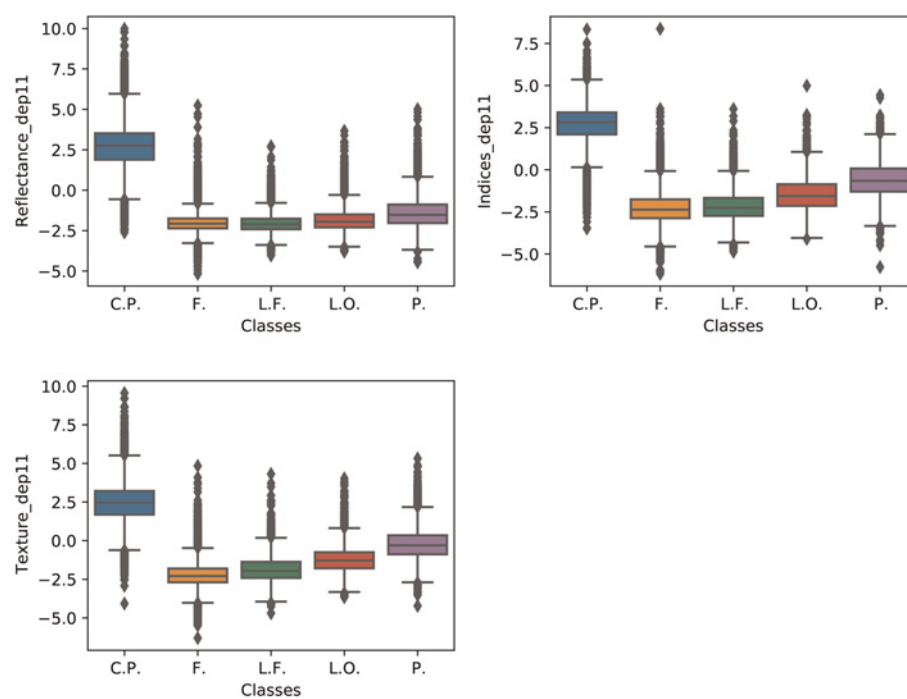 Reflectance_dep11
10.0
7.5
5.0
2.5
0.0
−2.5
−5.0
C.P. F. L.F. L.O. P.
Classes
Indices_dep11
7.5
5.0
2.5
0.0
−2.5
−5.0
C.P. F. L.F. L.O. P.
Classes
Texture_dep11
10.0
7.5
5.0
2.5
0.0
−2.5
−5.0
C.P. F. L.F. L.O. P.
Classes